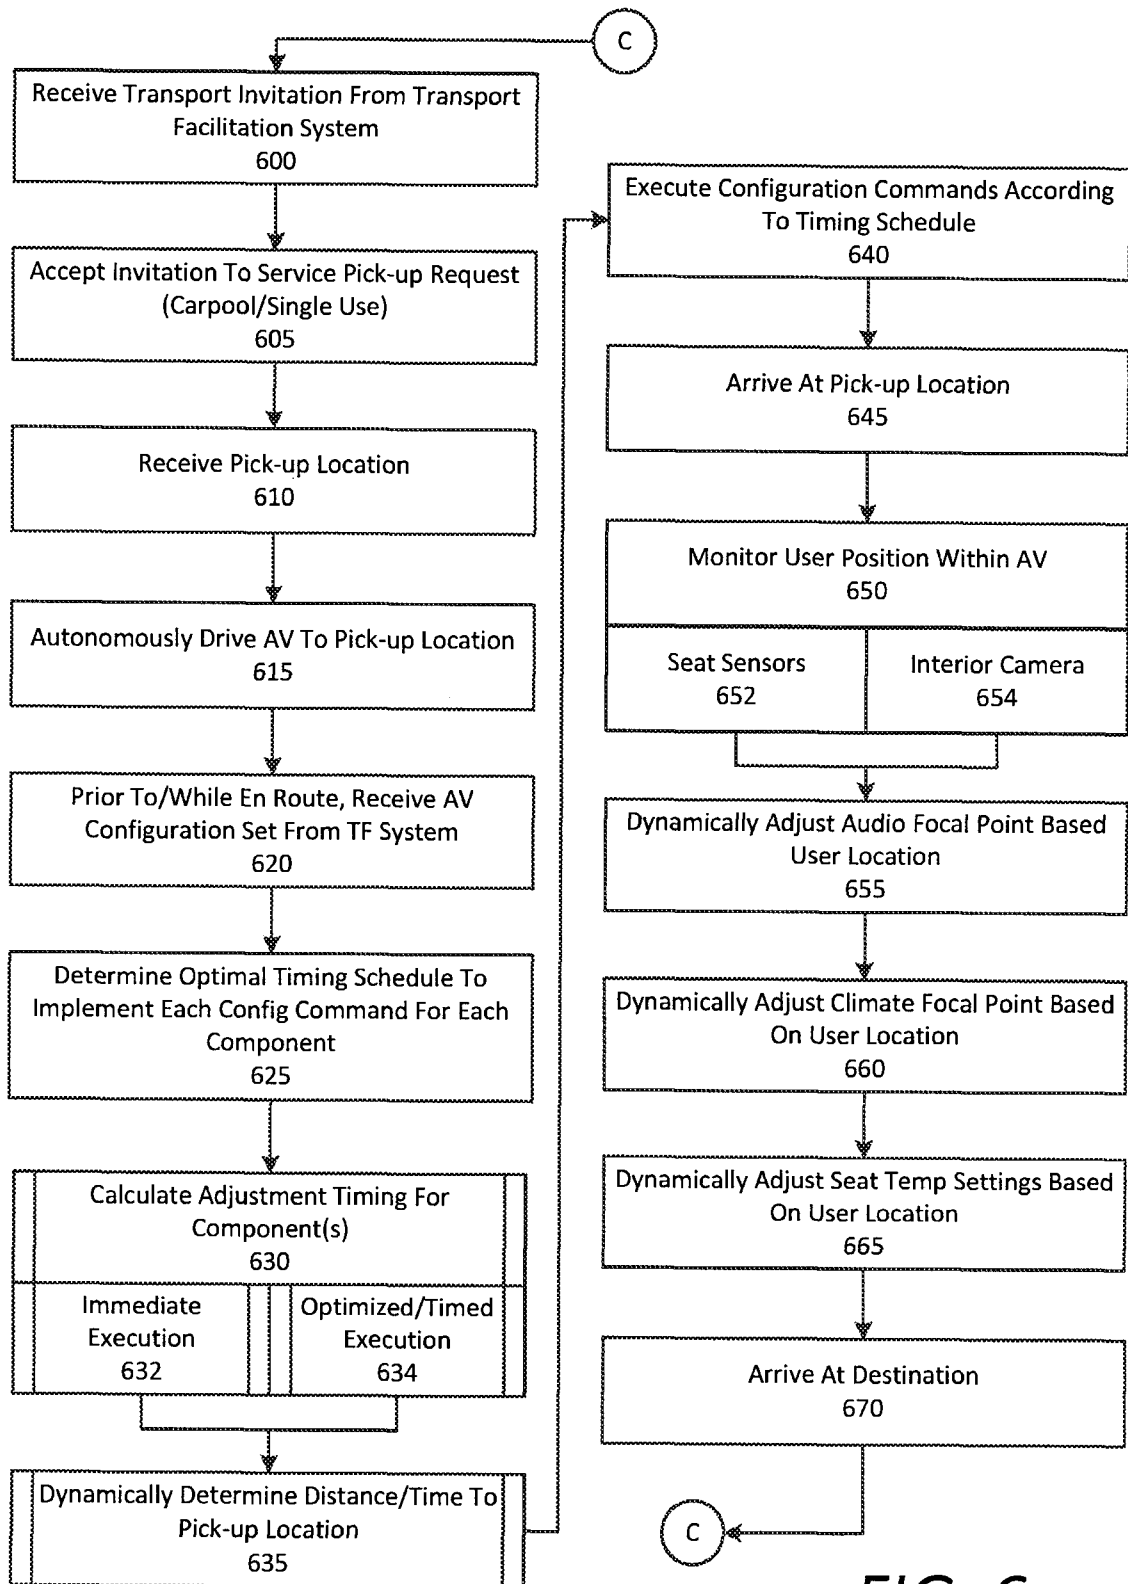 C
Receive Transport Invitation From Transport
Facilitation System
600
Accept Invitation To Service Pick-up Request
(Carpool/Single Use)
605
Receive Pick-up Location
610
Autonomously Drive AV To Pick-up Location
615
Prior To/While En Route, Receive AV
Configuration Set From TF System
620
Determine Optimal Timing Schedule To
Implement Each Config Command For Each
Component
625
Calculate Adjustment Timing For
Component(s)
630
Immediate
Execution
632
Optimized/Timed
Execution
634
Dynamically Determine Distance/Time To
Pick-up Location
635
Execute Configuration Commands According
To Timing Schedule
640
Arrive At Pick-up Location
645
Monitor User Position Within AV
650
Seat Sensors
652
Interior Camera
654
Dynamically Adjust Audio Focal Point Based
User Location
655
Dynamically Adjust Climate Focal Point Based
On User Location
660
Dynamically Adjust Seat Temp Settings Based
On User Location
665
Arrive At Destination
670
C